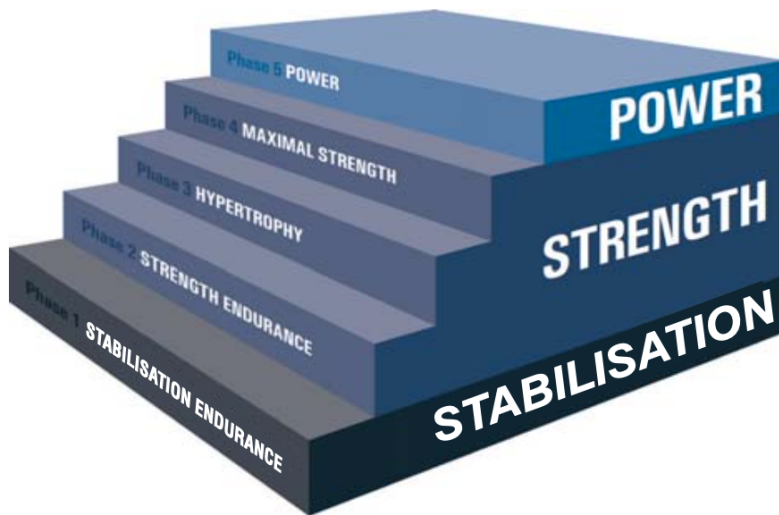 Phase 5 POWER
Phase 4 MAXIMAL STRENGTH
Phase 3 HYPERTROPHY
Phase 2 STRENGTH ENDURANCE
Phase 1 STABILISATION ENDURANCE
POWER
STRENGTH
STABILISATION